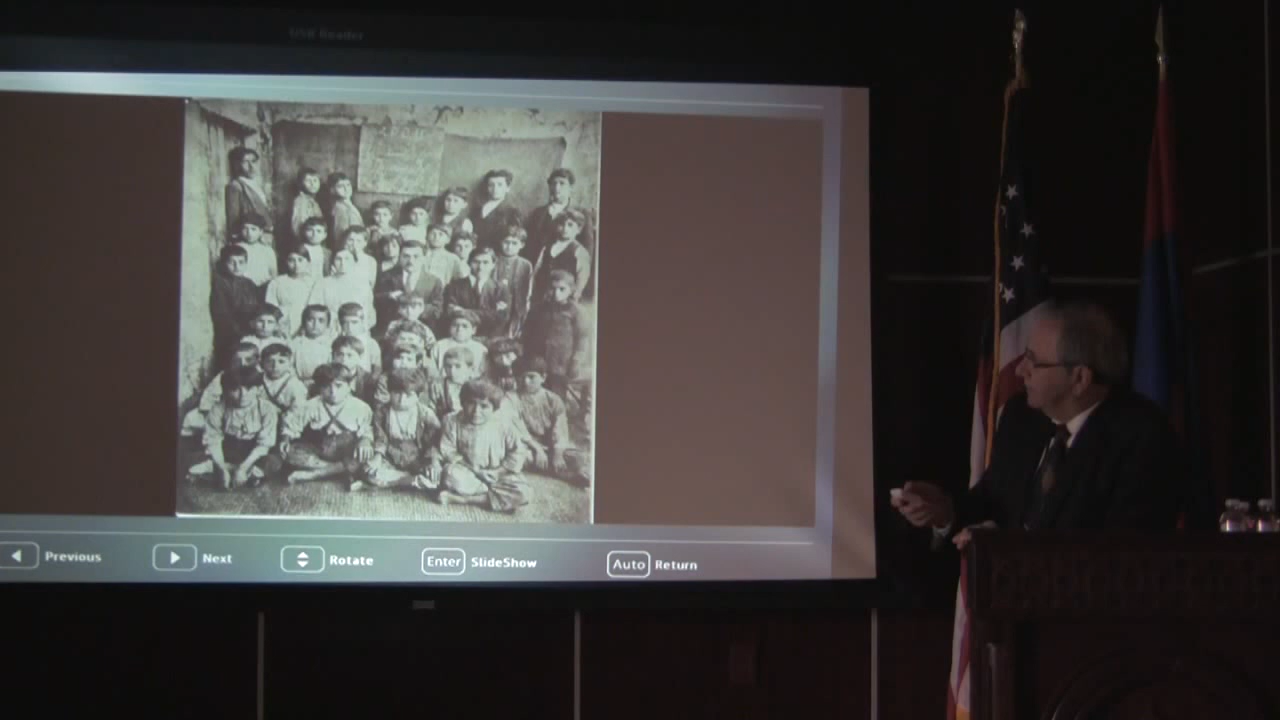 USB Reader
Previous
Next
Rotate
Enter SlideShow
Auto Return